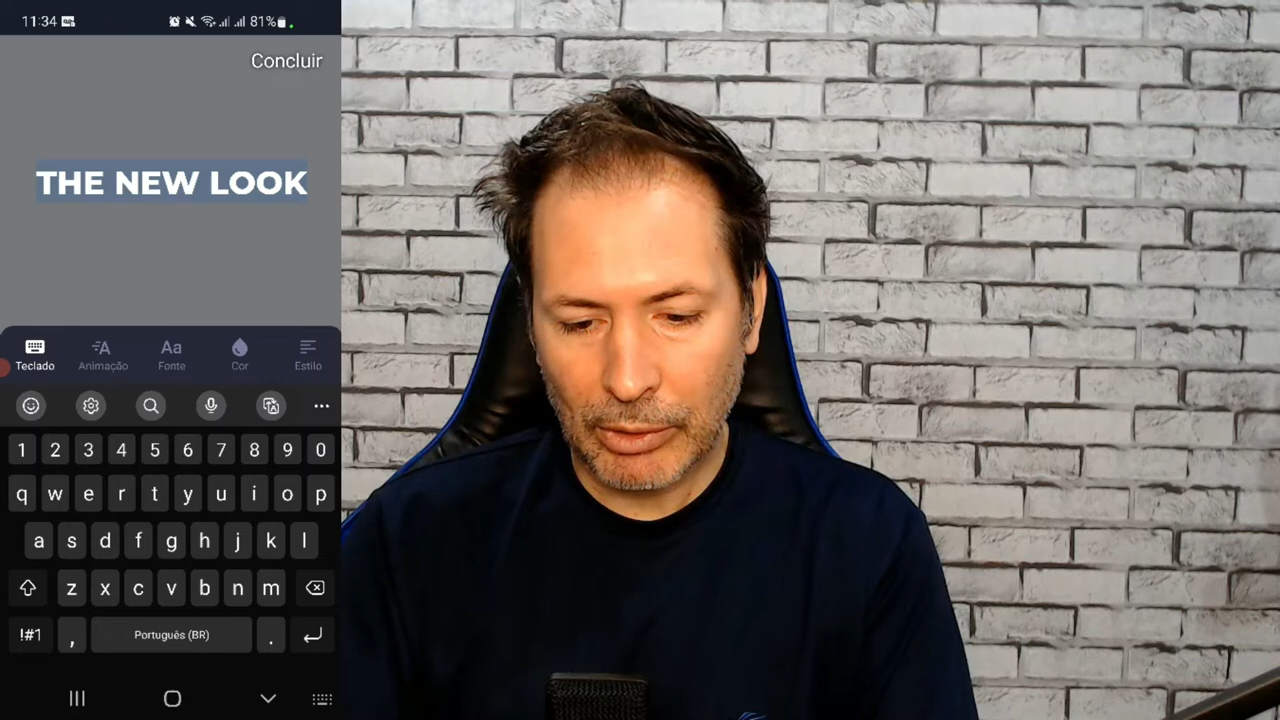 11:34 81%
Concluir
THE NEW LOOK
Teclado Animação Fonte Cor Estilo
1 2 3 4 5 6 7 8 9 0
q w e r t y u i o p
a s d f g h j k l
z x c v b n m
!#1 , Português (BR) .